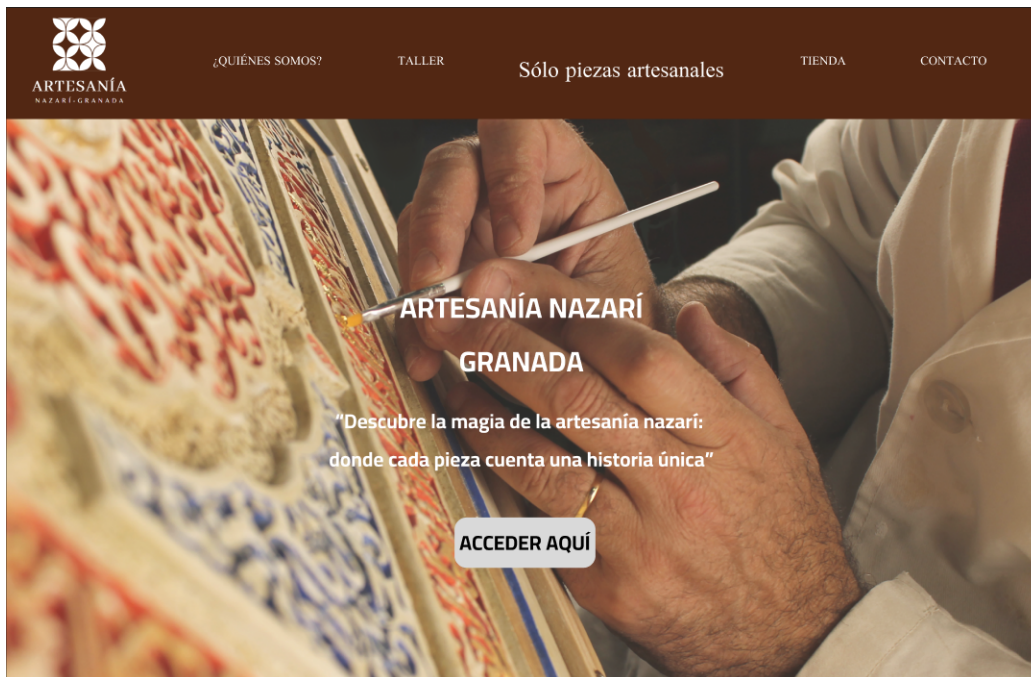 ARTESANÍA
NAZARÍ-GRANADA
¿QUIÉNES SOMOS?
TALLER
Sólo piezas artesanales
TIENDA
CONTACTO
ARTESANÍA NAZARÍ
GRANADA
“Descubre la magia de la artesanía nazarí:
donde cada pieza cuenta una historia única”
ACCEDER AQUÍ